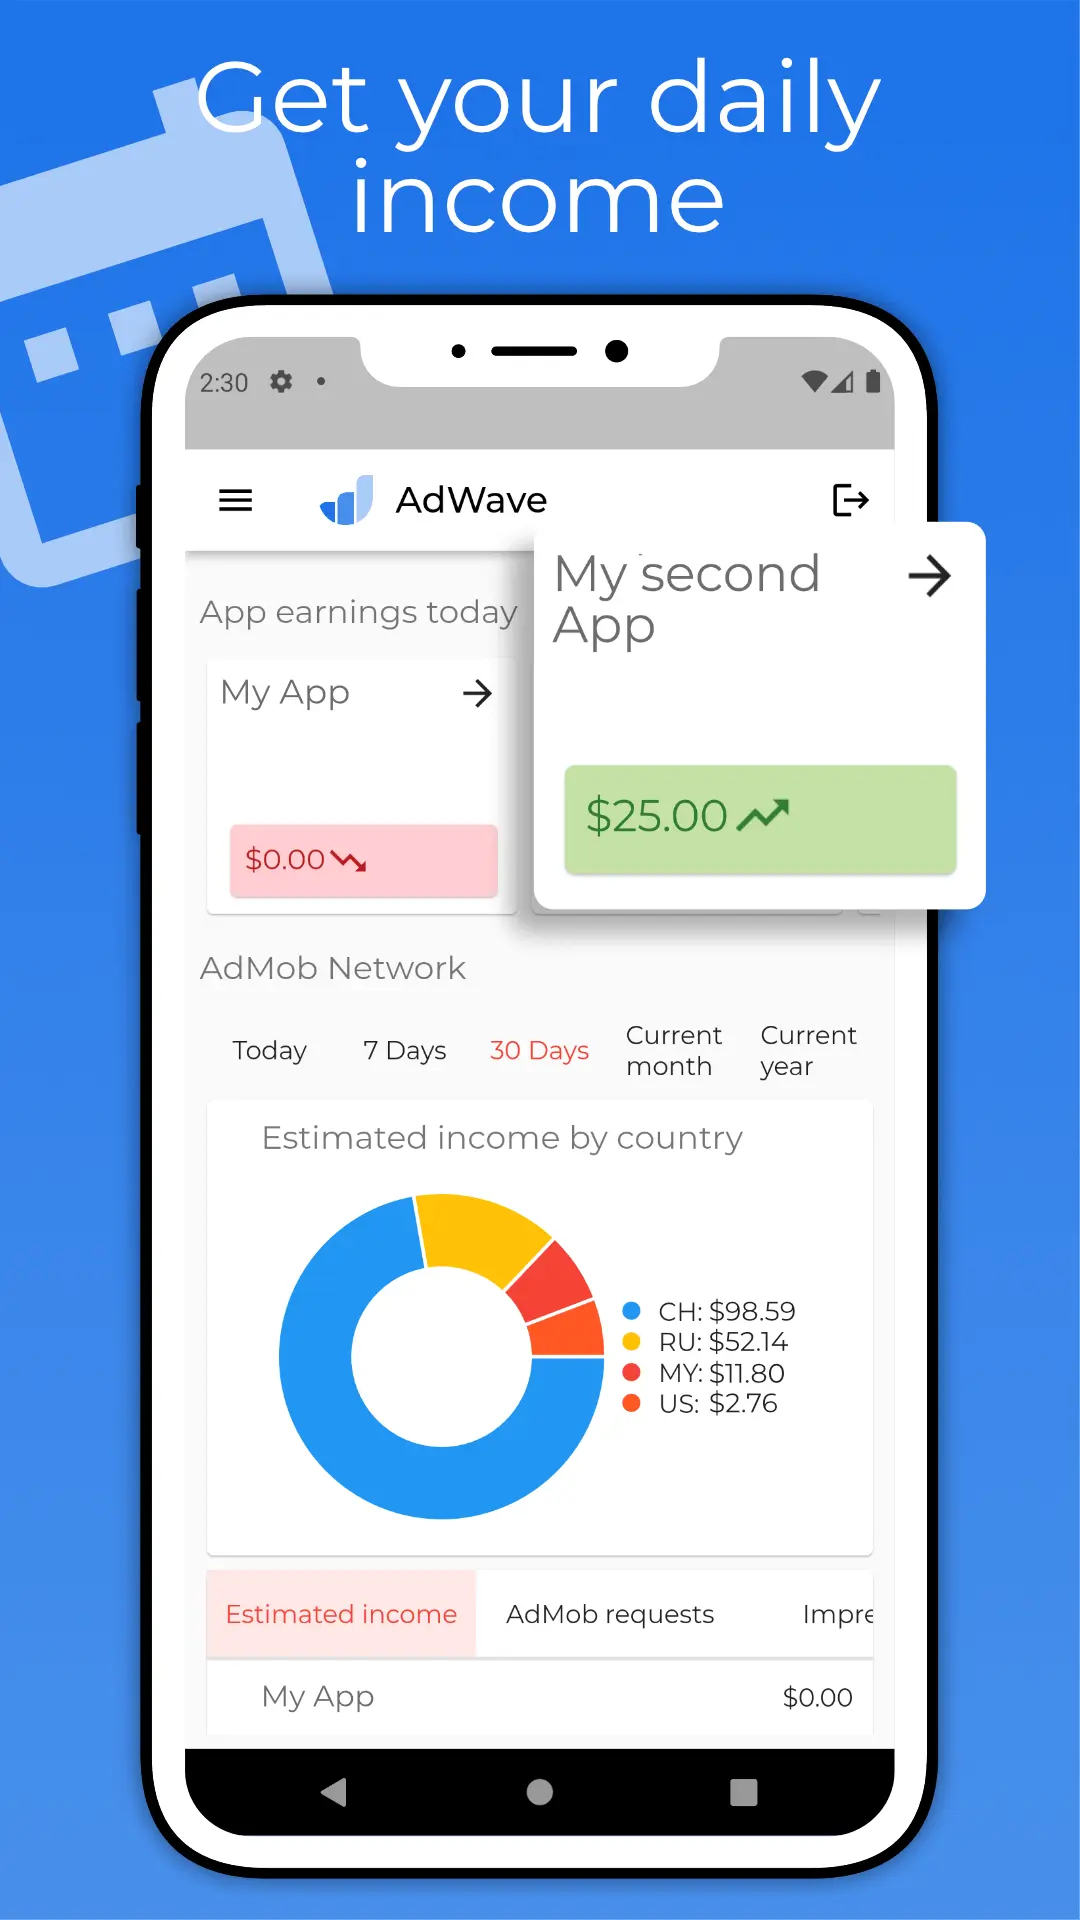 Get your daily
income
2:30
AdWave
App earnings today
My App
$0.00
My second
App
$25.00
AdMob Network
Today
7 Days
30 Days
Current
month
Current
year
Estimated income by country
CH: $98.59
RU: $52.14
MY: $11.80
US: $2.76
Estimated income
AdMob requests
Impre
My App
$0.00